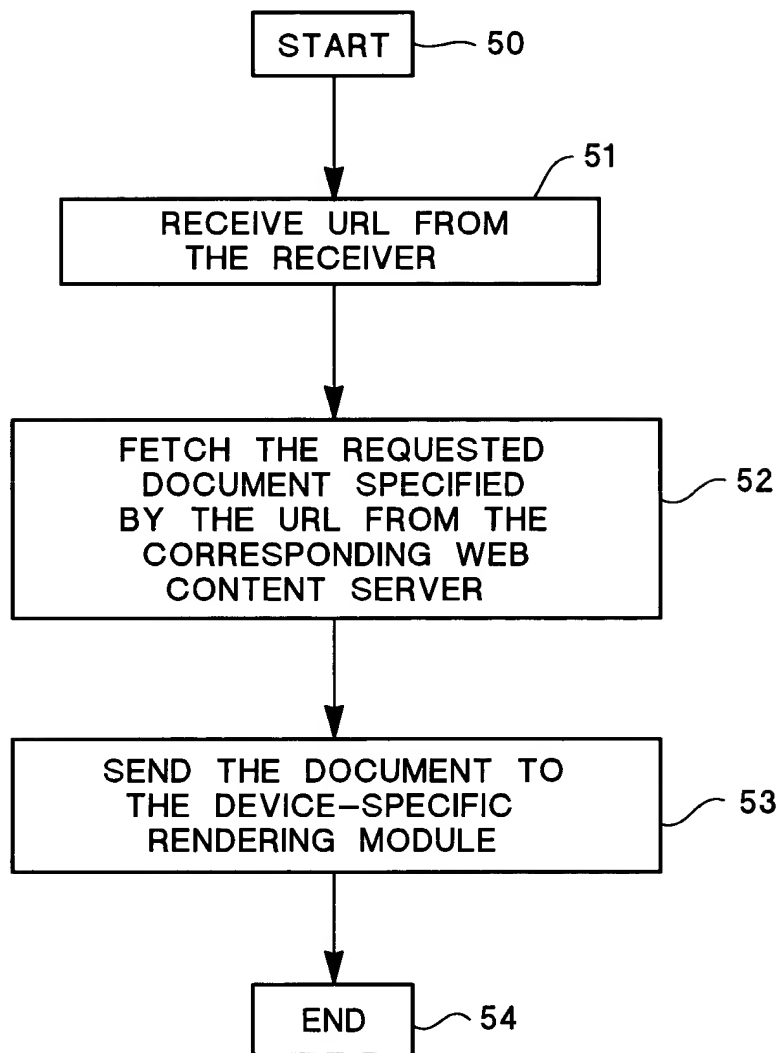 START
50
51
RECEIVE URL FROM
THE RECEIVER
FETCH THE REQUESTED
DOCUMENT SPECIFIED
BY THE URL FROM THE
CORRESPONDING WEB
CONTENT SERVER
52
SEND THE DOCUMENT TO
THE DEVICE-SPECIFIC
RENDERING MODULE
53
END
54